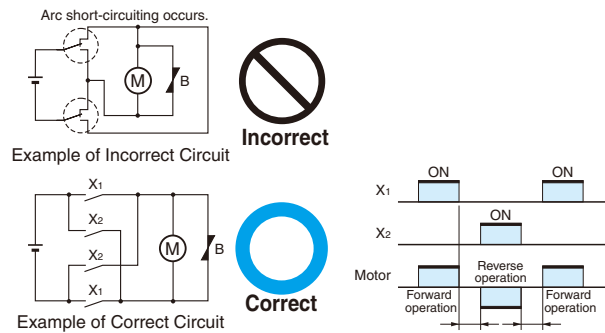 Arc short-circuiting occurs.
M
B
Incorrect
Example of Incorrect Circuit
X1
X2
X2
X1
M
B
Correct
Example of Correct Circuit
ON
ON
X1
ON
X2
Motor
Reverse
operation
Forward
operation
Forward
operation